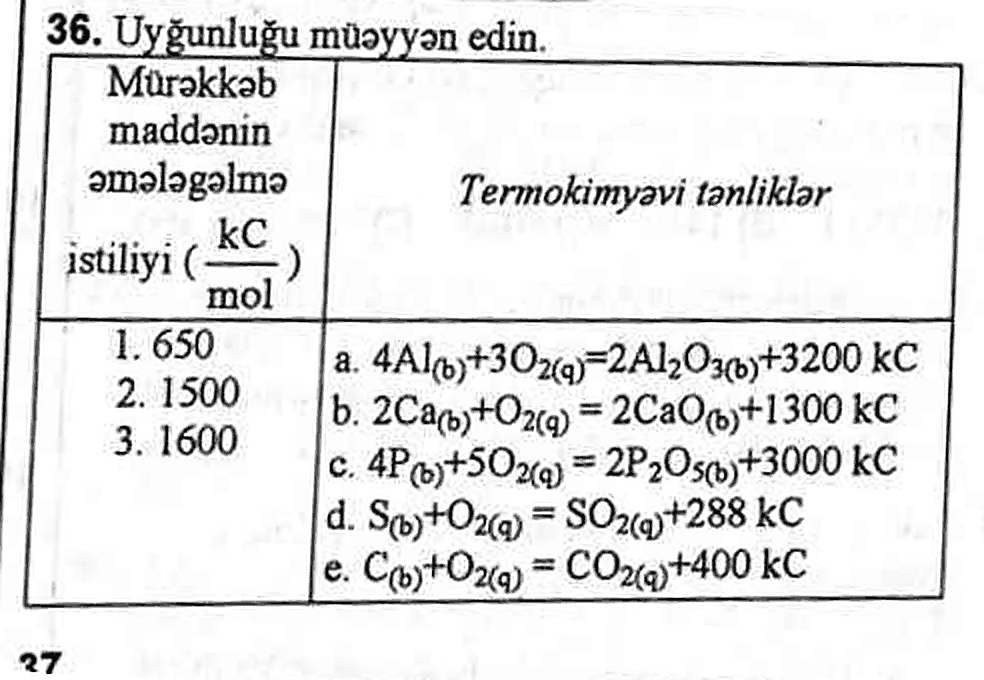 36. Uyğunluğu müəyyən edin.
Mürəkkəb
maddənin
əmələgəlmə
istiliyi (kC/mol)
Termokimyəvi tənliklər
1. 650
2. 1500
3. 1600
a. 4Al(b)+3O2(q)=2Al2O3(b)+3200 kC
b. 2Ca(b)+O2(q) = 2CaO(b)+1300 kC
c. 4P(b)+5O2(q) = 2P2O5(b)+3000 kC
d. S(b)+O2(q) = SO2(q)+288 kC
e. C(b)+O2(q) = CO2(q)+400 kC
37